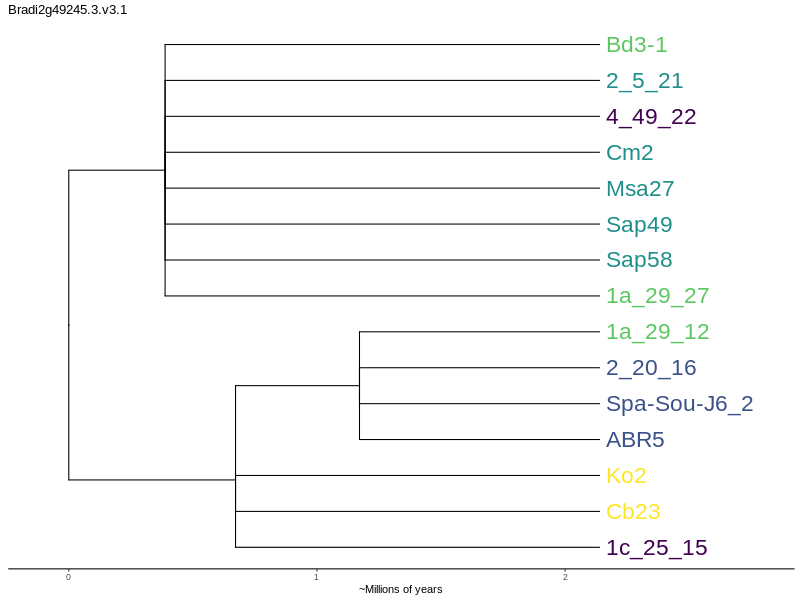 Bradi2g49245.3.v3.1
Bd3-1
2_5_21
4_49_22
Cm2
Msa27
Sap49
Sap58
1a_29_27
1a_29_12
2_20_16
Spa-Sou-J6_2
ABR5
Ko2
Cb23
1c_25_15
0 1 2
~Millions of years